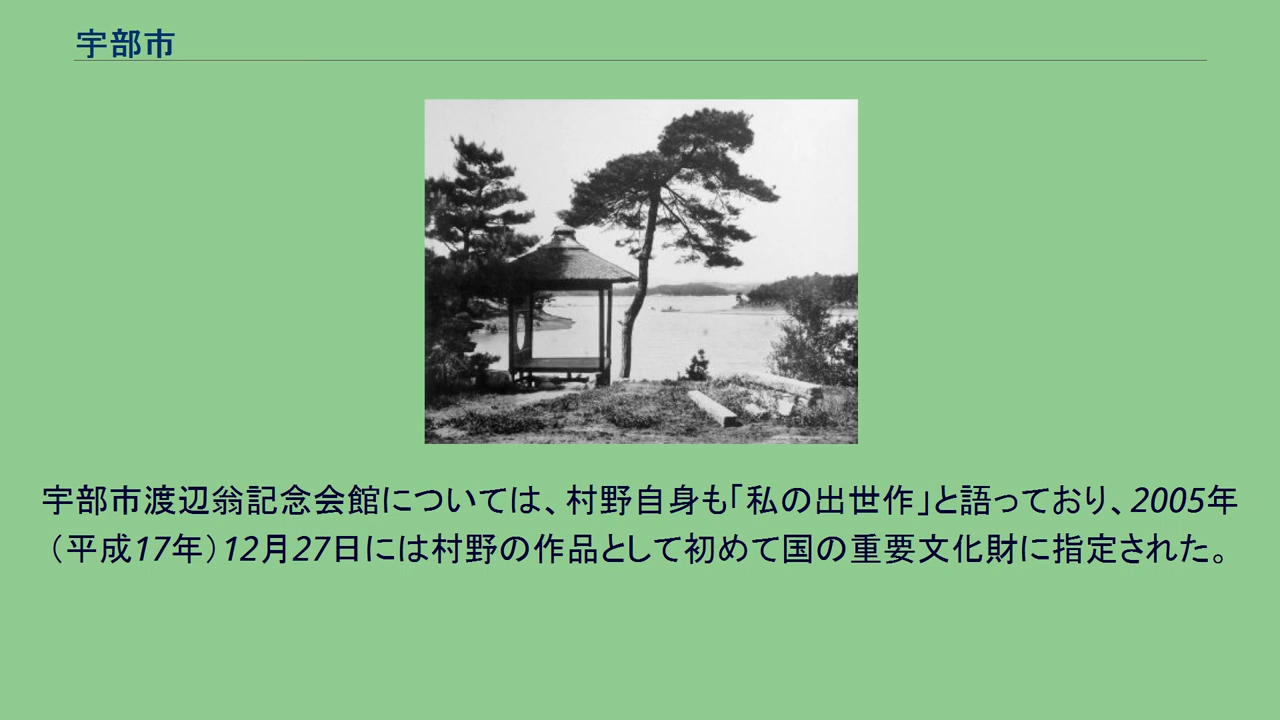 宇部市
宇部市渡辺翁記念会館については、村野自身も「私の出世作」と語っており、2005年
（平成17年）12月27日には村野の作品として初めて国の重要文化財に指定された。